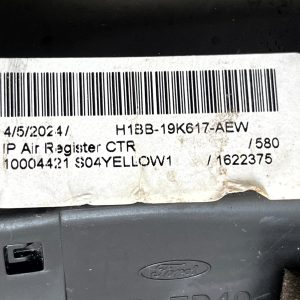 4/5/2024/ H1BB-19K617-AEW
IP Air Register CTR / 580
10004421 S04YELLOW1 / 1622375
Ford